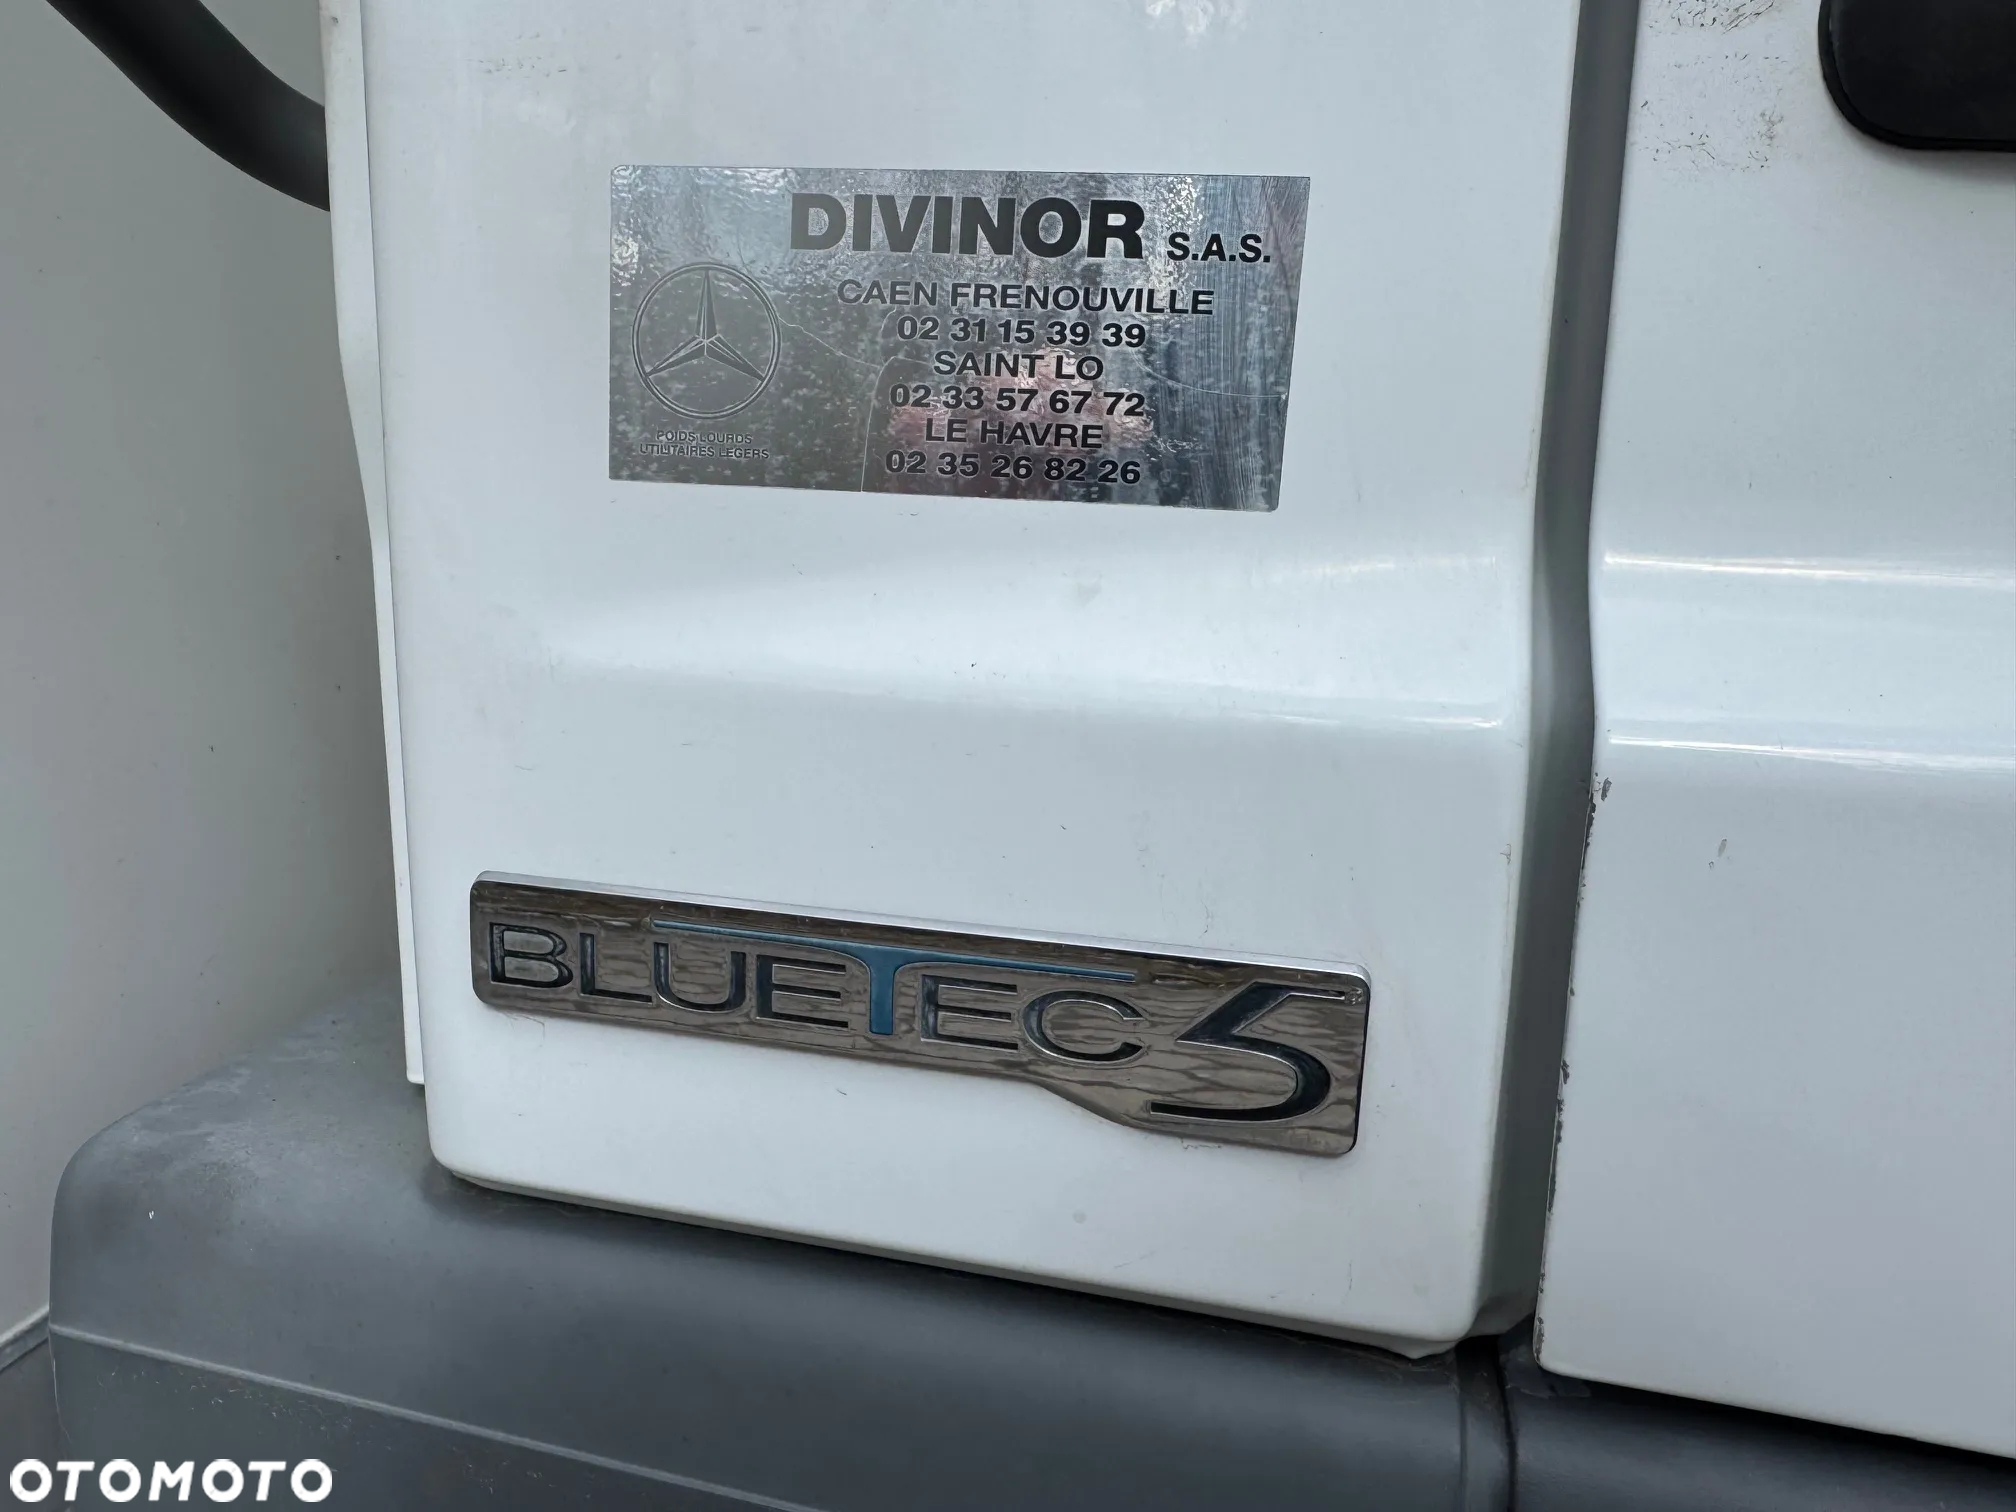 DIVINOR S.A.S.
CAEN FRENOUVILLE
02 31 15 39 39
SAINT LO
02 33 57 67 72
LE HAVRE
02 35 26 82 26
POIDS LOURDS
UTILITAIRES LEGERS
BLUETEC 5
OTOMOTO